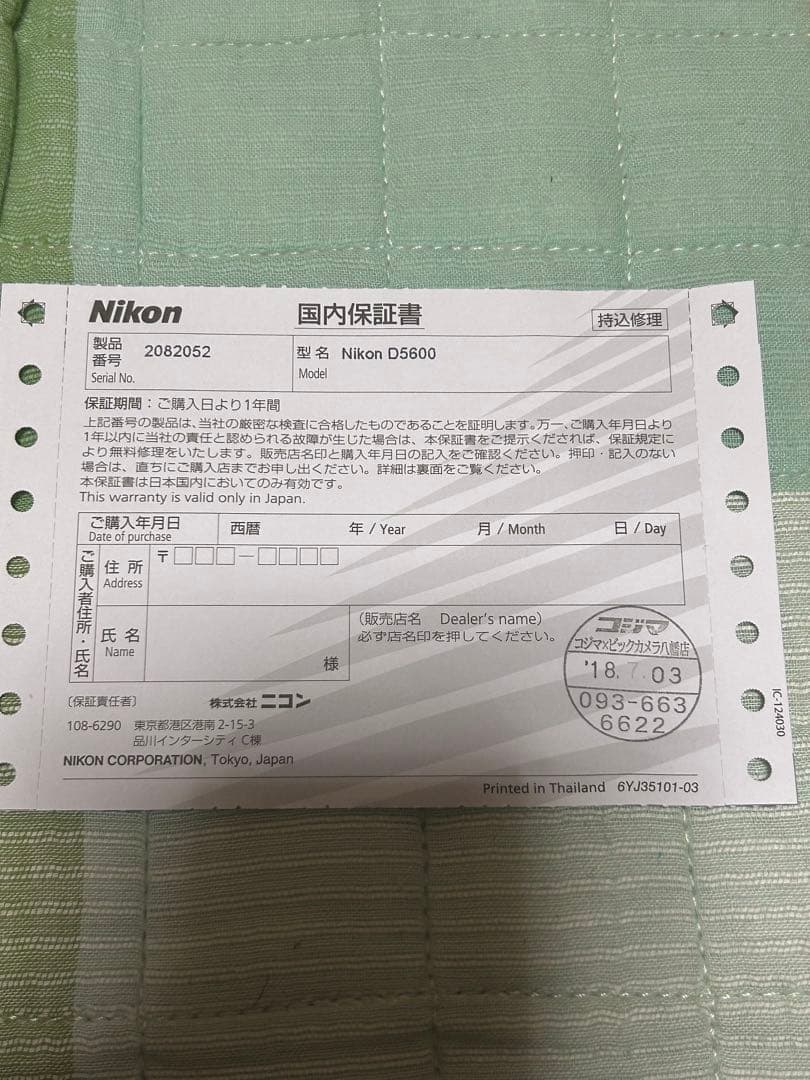 Nikon 国内保証書 持込修理
製品番号 2082052 型名 Nikon D5600
Serial No. Model
保証期間：ご購入日より1年間
上記番号の製品は、当社の厳密な検査に合格したものであることを証明します。万一、ご購入年月日より
1年以内に当社の責任と認められる故障が生じた場合は、本保証書をご提示くだされば、保証規定に
より無料修理をいたします。販売店名印と購入年月日の記入をご確認ください。押印・記入のない
場合は、直ちにご購入店までお申し出ください。詳細は裏面をご覧ください。
本保証書は日本国内においてのみ有効です。
This warranty is valid only in Japan.
ご購入年月日 西暦 年 / Year 月 / Month 日 / Day
Date of purchase
ご購入者住所・氏名
住所 〒
Address
氏名
Name
様
(販売店名 Dealer's name)
必ず店名印を押してください。
コジマ
コジマ×ビックカメラ八幡店
'18.7.03
093-663
6622
〔保証責任者〕 株式会社 ニコン
108-6290 東京都港区港南 2-15-3
品川インターシティ C棟
NIKON CORPORATION, Tokyo, Japan
Printed in Thailand 6YJ35101-03
IC-124030